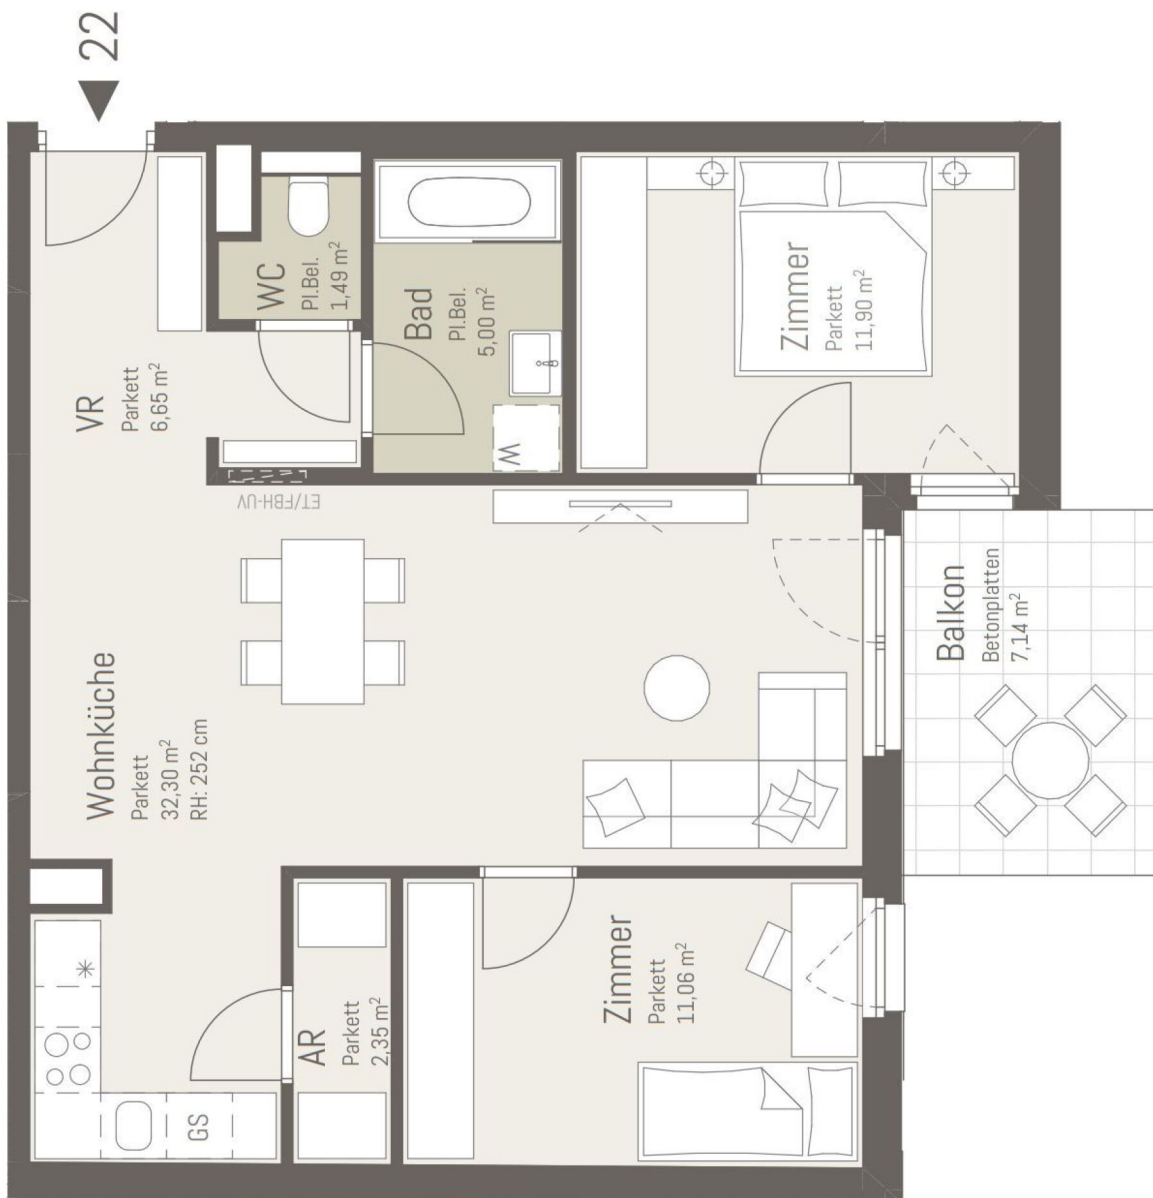 22
VR
Parkett
6,65 m²
WC
Pl.Bel.
1,49 m²
Bad
Pl.Bel.
5,00 m²
W
Zimmer
Parkett
11,90 m²
ET/FBH-UV
Wohnküche
Parkett
32,30 m²
RH: 252 cm
Balkon
Betonplatten
7,14 m²
AR
Parkett
2,35 m²
Zimmer
Parkett
11,06 m²
GS